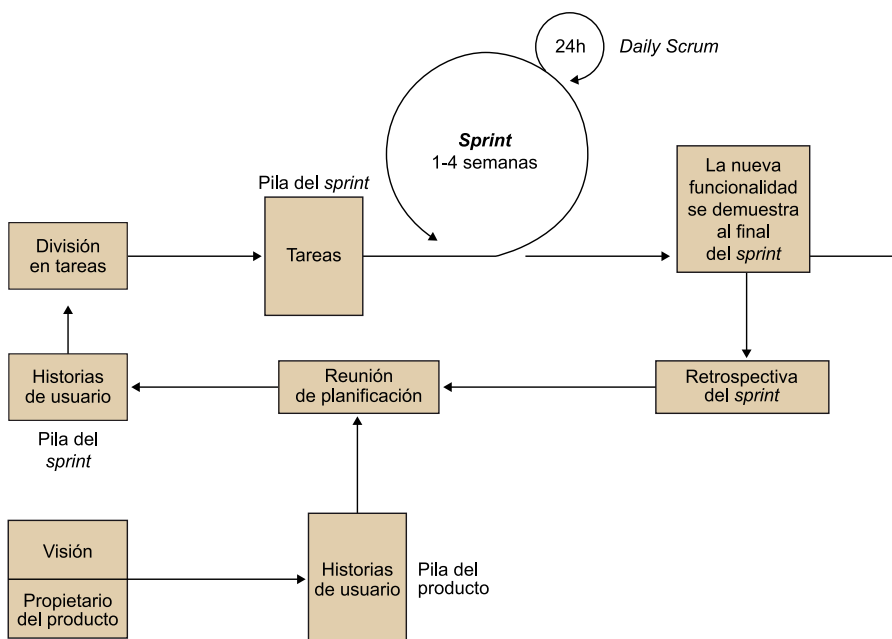 24h
Daily Scrum
Sprint
1-4 semanas
Pila del sprint
La nueva
funcionalidad
se demuestra
al final
del sprint
División
en tareas
Tareas
Historias
de usuario
Reunión
de planificación
Retrospectiva
del sprint
Pila del
sprint
Visión
Propietario
del producto
Historias
de usuario
Pila del
producto